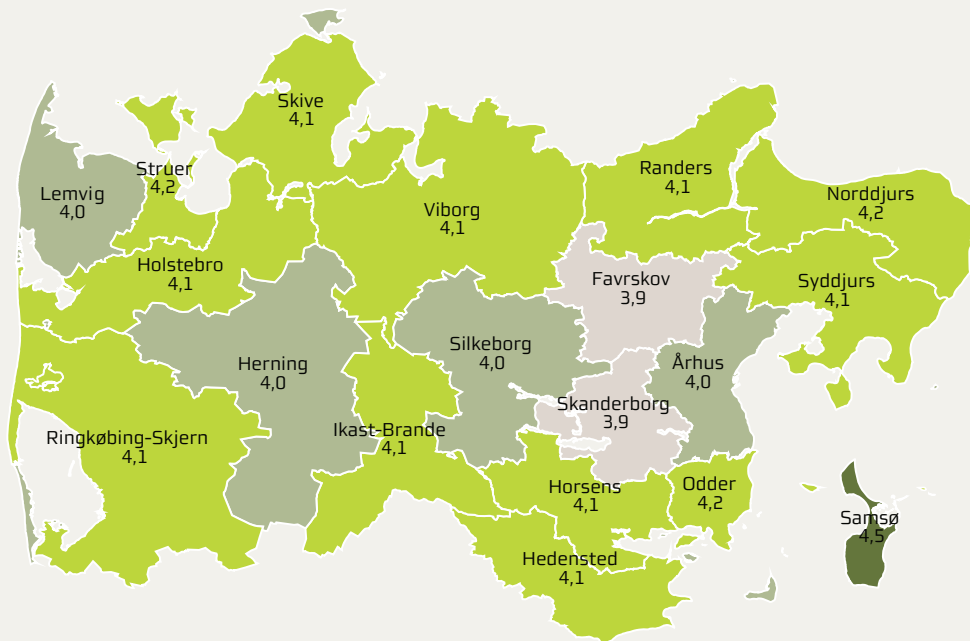 Skive
4,1
Struer
4,2
Lemvig
4,0
Randers
4,1
Norddjurs
4,2
Viborg
4,1
Holstebro
4,1
Favrskov
3,9
Syddjurs
4,1
Silkeborg
4,0
Herning
4,0
Århus
4,0
Skanderborg
3,9
Ikast-Brande
4,1
Ringkøbing-Skjern
4,1
Horsens
4,1
Odder
4,2
Samsø
4,5
Hedensted
4,1